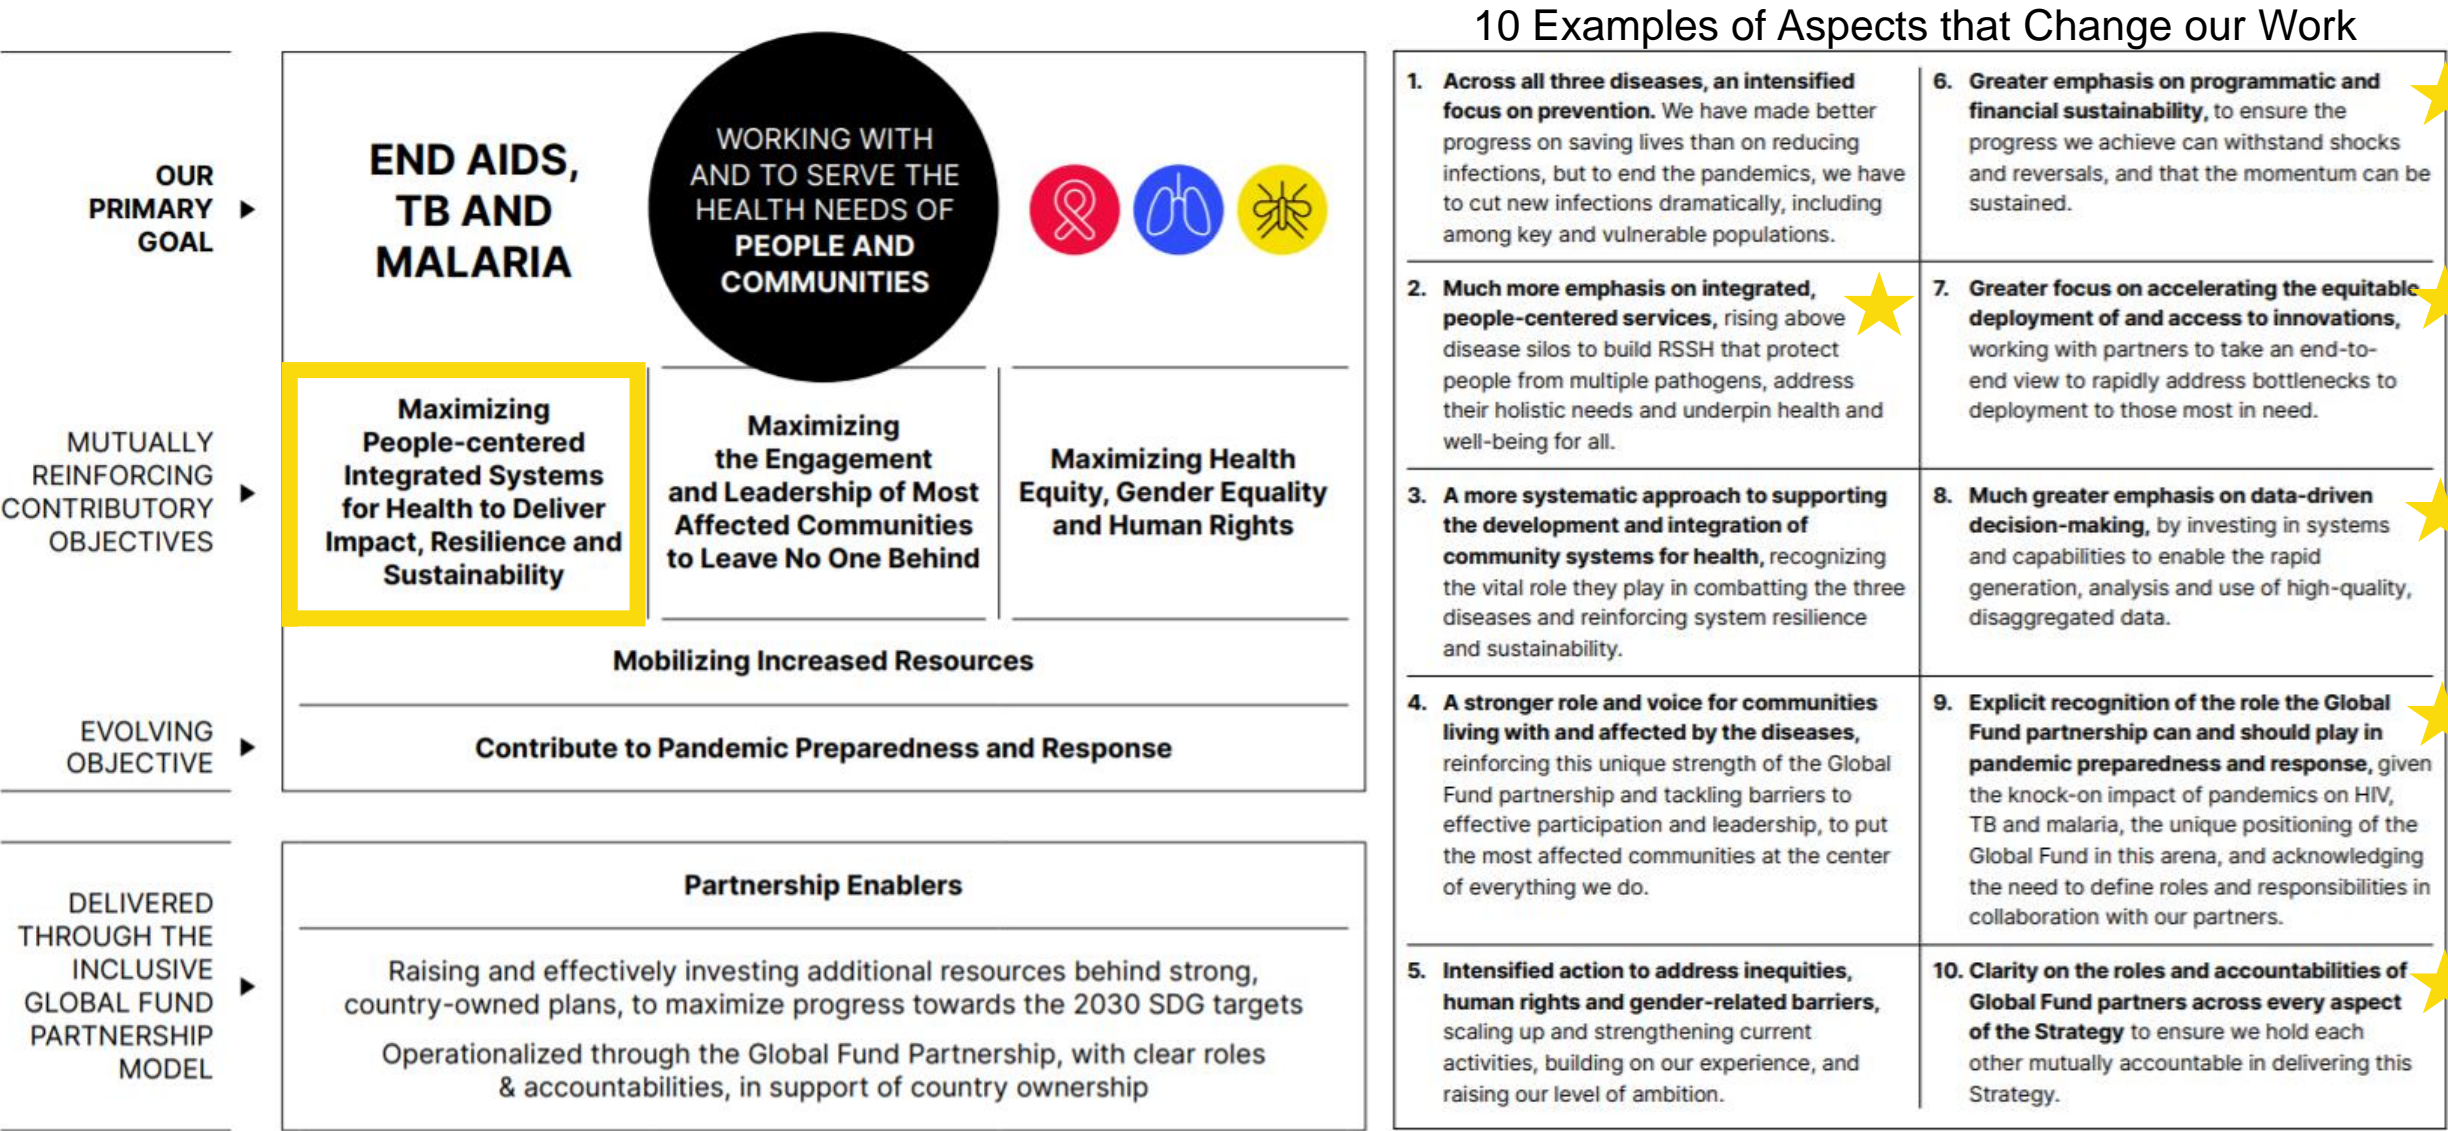 10 Examples of Aspects that Change our Work
OUR
PRIMARY
GOAL
END AIDS,
TB AND
MALARIA
WORKING WITH
AND TO SERVE THE
HEALTH NEEDS OF
PEOPLE AND
COMMUNITIES
MUTUALLY
REINFORCING
CONTRIBUTORY
OBJECTIVES
Maximizing
People-centered
Integrated Systems
for Health to Deliver
Impact, Resilience and
Sustainability
Maximizing
the Engagement
and Leadership of Most
Affected Communities
to Leave No One Behind
Maximizing Health
Equity, Gender Equality
and Human Rights
Mobilizing Increased Resources
EVOLVING
OBJECTIVE
Contribute to Pandemic Preparedness and Response
DELIVERED
THROUGH THE
INCLUSIVE
GLOBAL FUND
PARTNERSHIP
MODEL
Partnership Enablers
Raising and effectively investing additional resources behind strong,
country-owned plans, to maximize progress towards the 2030 SDG targets
Operationalized through the Global Fund Partnership, with clear roles
& accountabilities, in support of country ownership
1. Across all three diseases, an intensified
focus on prevention. We have made better
progress on saving lives than on reducing
infections, but to end the pandemics, we have
to cut new infections dramatically, including
among key and vulnerable populations.
2. Much more emphasis on integrated,
people-centered services, rising above
disease silos to build RSSH that protect
people from multiple pathogens, address
their holistic needs and underpin health and
well-being for all.
3. A more systematic approach to supporting
the development and integration of
community systems for health, recognizing
the vital role they play in combatting the three
diseases and reinforcing system resilience
and sustainability.
4. A stronger role and voice for communities
living with and affected by the diseases,
reinforcing this unique strength of the Global
Fund partnership and tackling barriers to
effective participation and leadership, to put
the most affected communities at the center
of everything we do.
5. Intensified action to address inequities,
human rights and gender-related barriers,
scaling up and strengthening current
activities, building on our experience, and
raising our level of ambition.
6. Greater emphasis on programmatic and
financial sustainability, to ensure the
progress we achieve can withstand shocks
and reversals, and that the momentum can be
sustained.
7. Greater focus on accelerating the equitable
deployment of and access to innovations,
working with partners to take an end-to-
end view to rapidly address bottlenecks to
deployment to those most in need.
8. Much greater emphasis on data-driven
decision-making, by investing in systems
and capabilities to enable the rapid
generation, analysis and use of high-quality,
disaggregated data.
9. Explicit recognition of the role the Global
Fund partnership can and should play in
pandemic preparedness and response, given
the knock-on impact of pandemics on HIV,
TB and malaria, the unique positioning of the
Global Fund in this arena, and acknowledging
the need to define roles and responsibilities in
collaboration with our partners.
10. Clarity on the roles and accountabilities of
Global Fund partners across every aspect
of the Strategy to ensure we hold each
other mutually accountable in delivering this
Strategy.